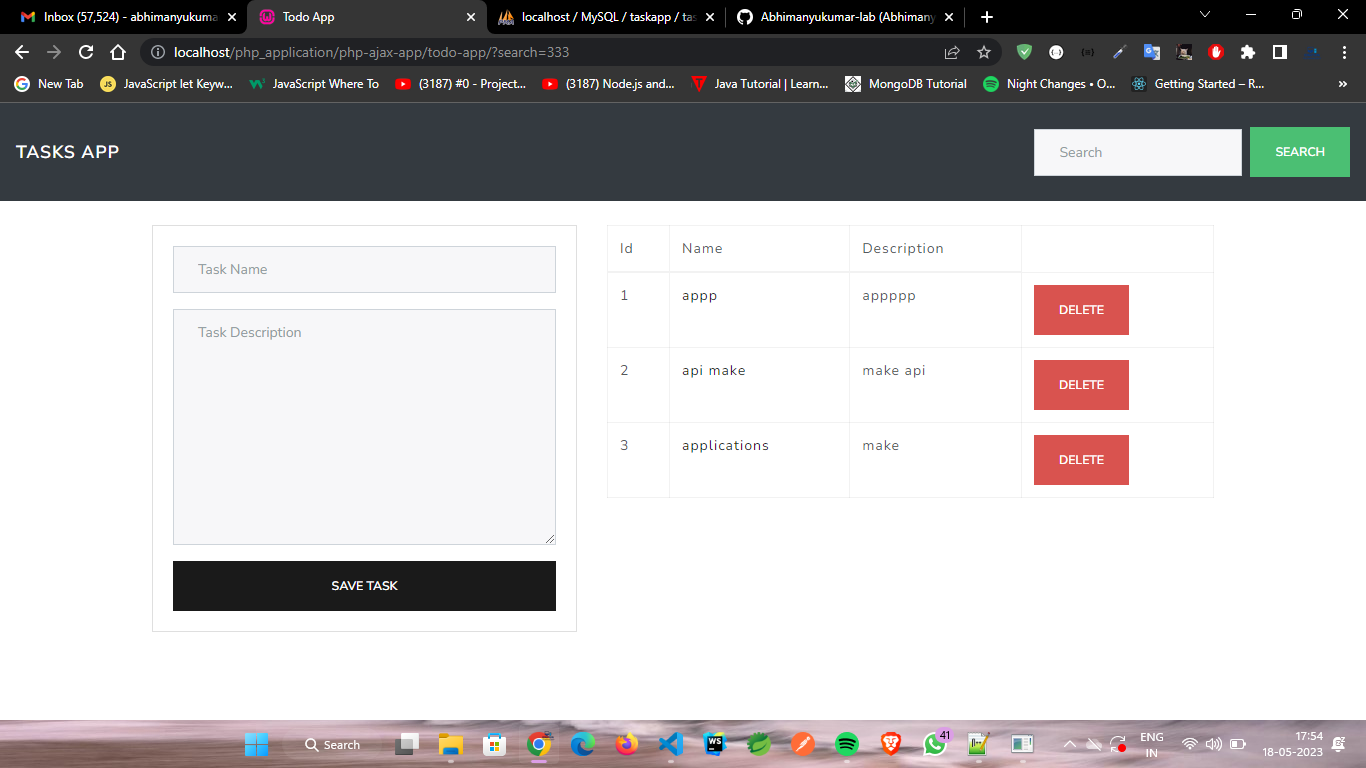 Inbox (57,524) - abhimanyukuma
Todo App
localhost / MySQL / taskapp / tas
Abhimanyukumar-lab (Abhimany
localhost/php_application/php-ajax-app/todo-app/?search=333
New Tab
JavaScript let Keyw...
JavaScript Where To
(3187) #0 - Project...
(3187) Node.js and...
Java Tutorial | Learn...
MongoDB Tutorial
Night Changes • O...
Getting Started – R...
»
TASKS APP
Search
SEARCH
Task Name
Task Description
SAVE TASK
Id Name Description
1 appp appppp DELETE
2 api make make api DELETE
3 applications make DELETE
Search
41
ENG
IN
17:54
18-05-2023